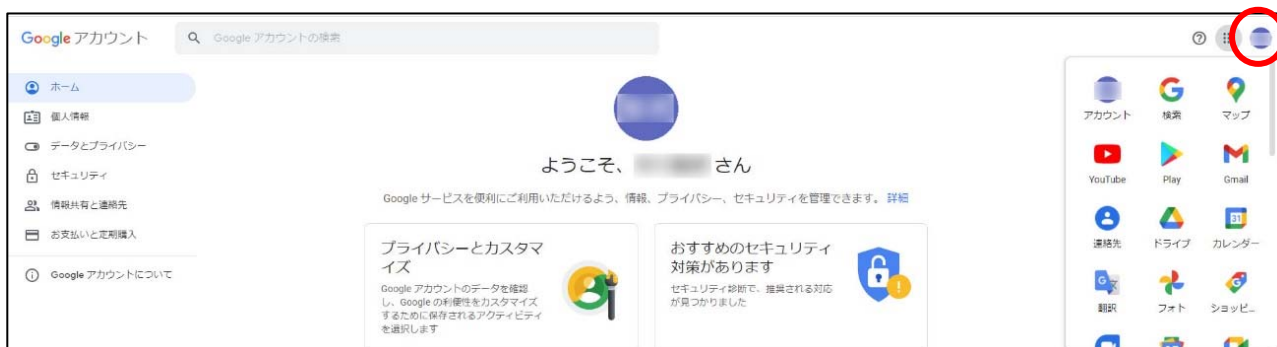 Google アカウント
Google アカウントの検索
ホーム
個人情報
データとプライバシー
セキュリティ
情報共有と連絡先
お支払いと定期購入
Google アカウントについて
ようこそ、 さん
Google サービスを便利にご利用いただけるよう、情報、プライバシー、セキュリティを管理できます。 詳細
プライバシーとカスタマ
イズ
Google アカウントのデータを確認
し、Google の利便性をカスタマイズ
するために保存されるアクティビティ
を選択します
おすすめのセキュリティ
対策があります
セキュリティ診断で、推奨される対応
が見つかりました
アカウント 検索 マップ
YouTube Play Gmail
31
連絡先 ドライブ カレンダー
翻訳 フォト ショッピ...